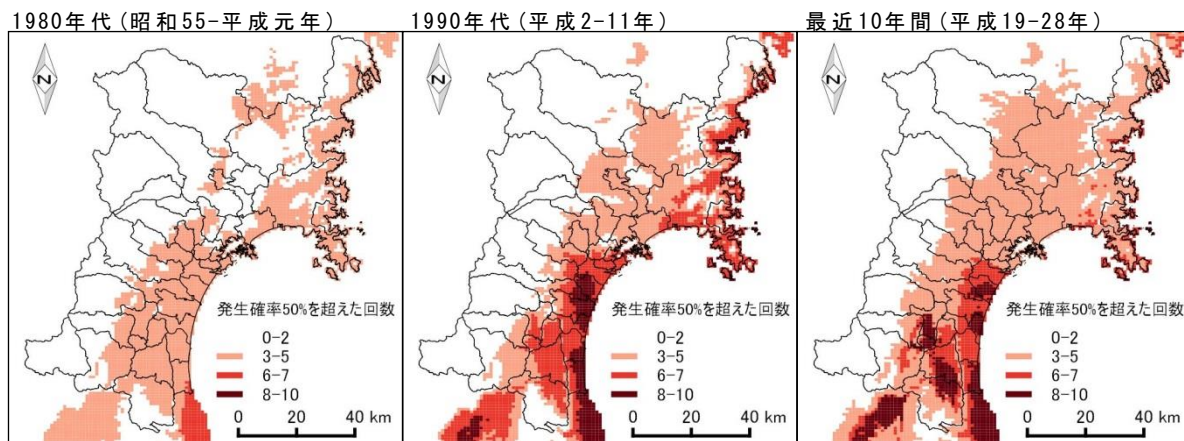 1980年代(昭和55-平成元年)
N
発生確率50%を超えた回数
0-2
3-5
6-7
8-10
0 20 40 km
1990年代(平成2-11年)
N
発生確率50%を超えた回数
0-2
3-5
6-7
8-10
0 20 40 km
最近10年間(平成19-28年)
N
発生確率50%を超えた回数
0-2
3-5
6-7
8-10
0 20 40 km